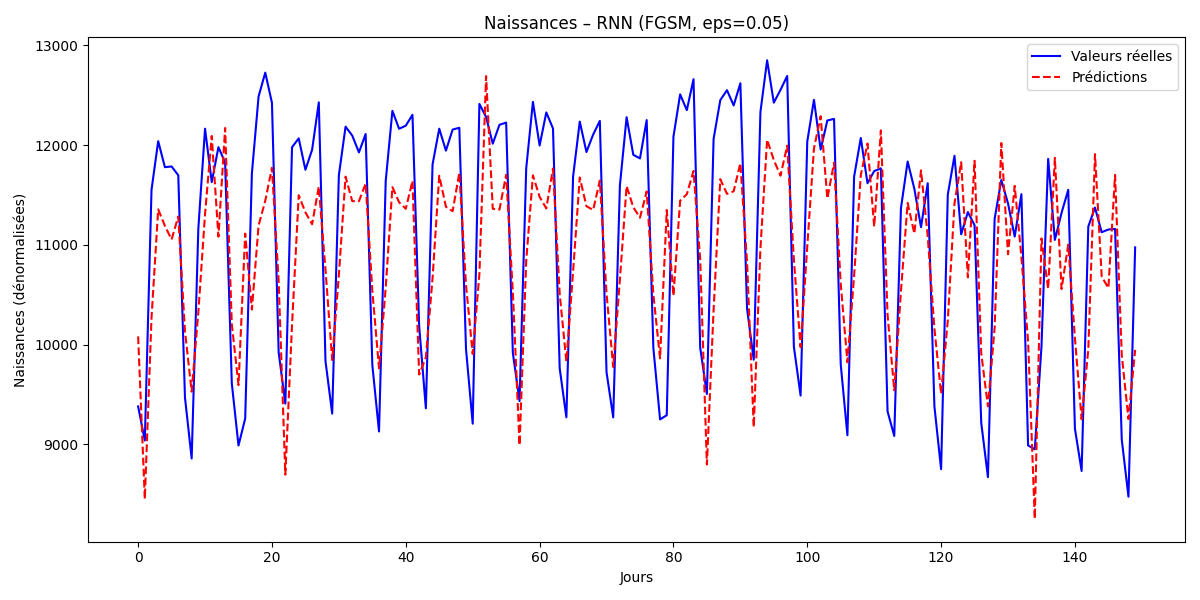 Naissances – RNN (FGSM, eps=0.05)
Valeurs réelles
Prédictions
13000
12000
11000
10000
9000
Naissances (dénormalisées)
0 20 40 60 80 100 120 140
Jours